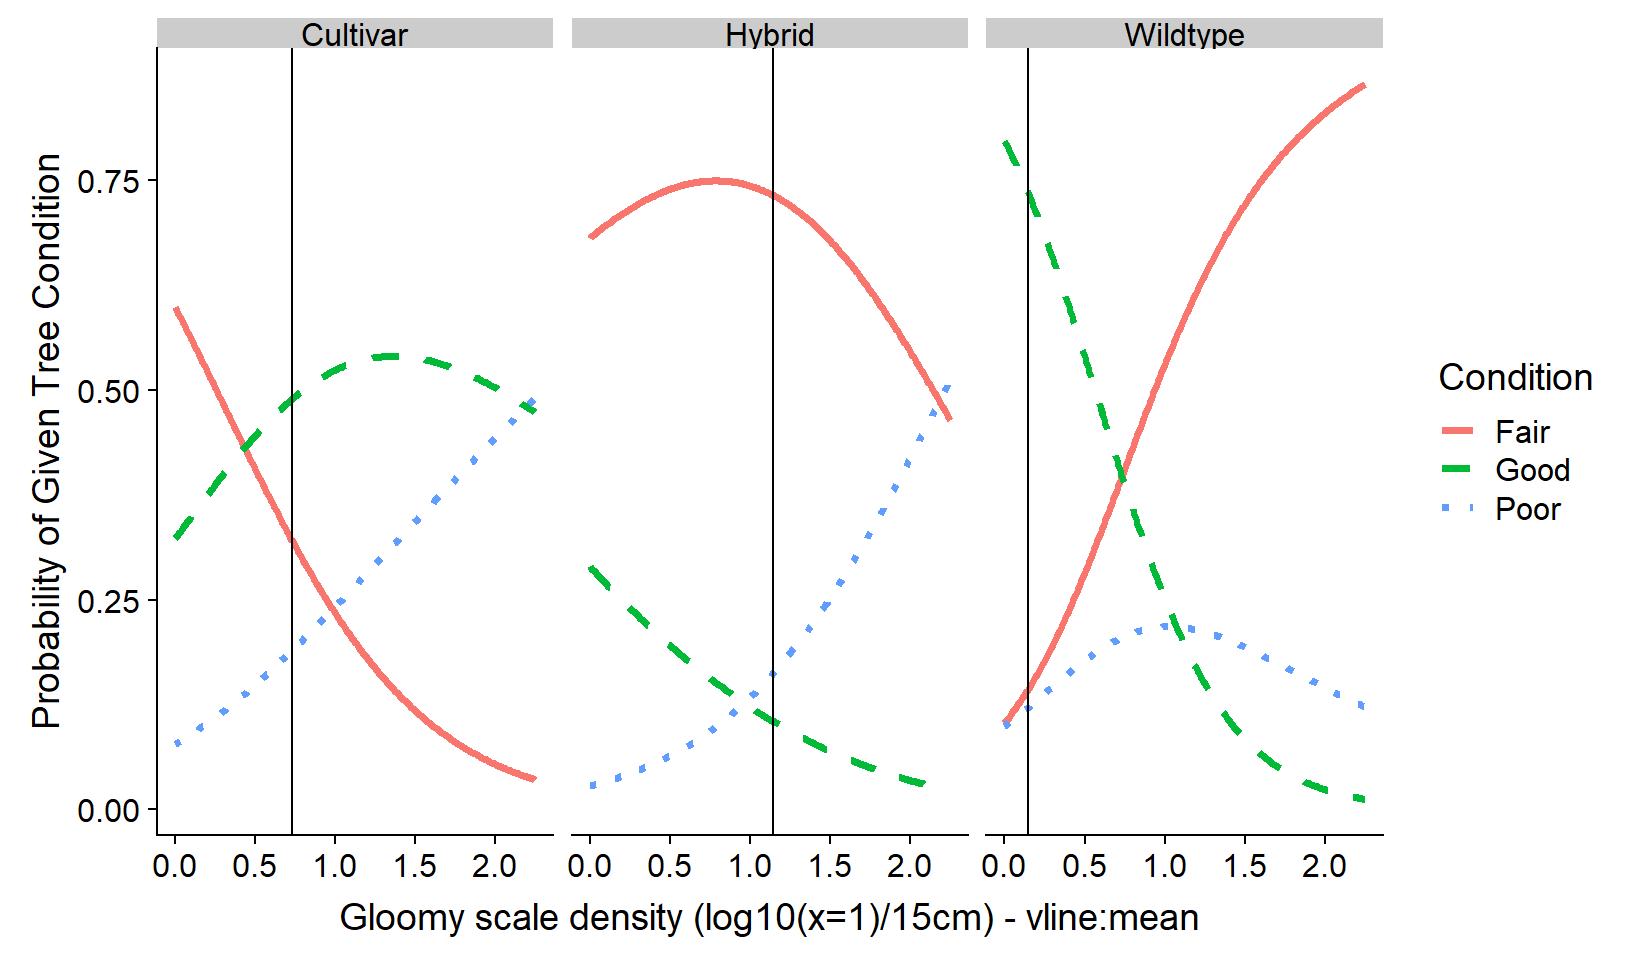 Cultivar Hybrid Wildtype
Probability of Given Tree Condition
0.75
0.50
0.25
0.00
0.0 0.5 1.0 1.5 2.0 0.0 0.5 1.0 1.5 2.0 0.0 0.5 1.0 1.5 2.0
Gloomy scale density (log10(x=1)/15cm) - vline:mean
Condition
Fair
Good
Poor